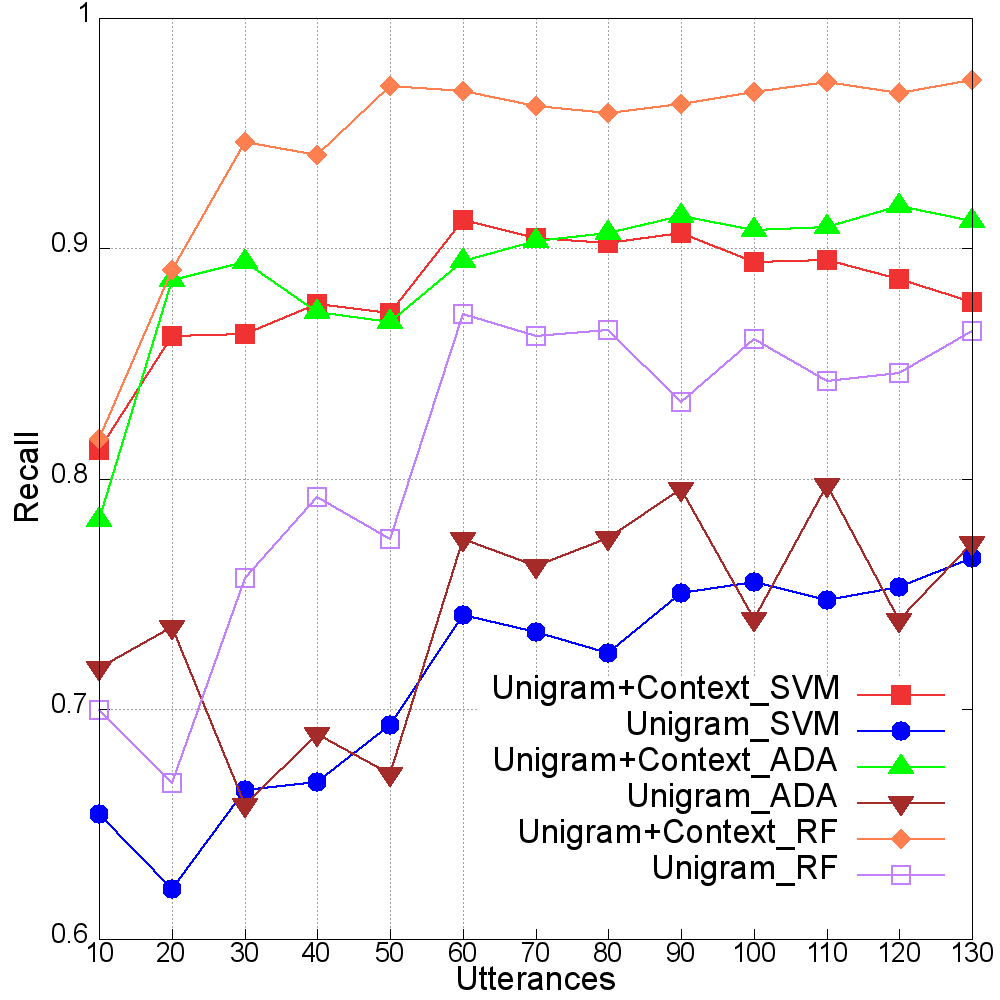 1
0.9
0.8
0.7
0.6
Recall
10 20 30 40 50 60 70 80 90 100 110 120 130
Utterances
Unigram+Context_SVM
Unigram_SVM
Unigram+Context_ADA
Unigram_ADA
Unigram+Context_RF
Unigram_RF